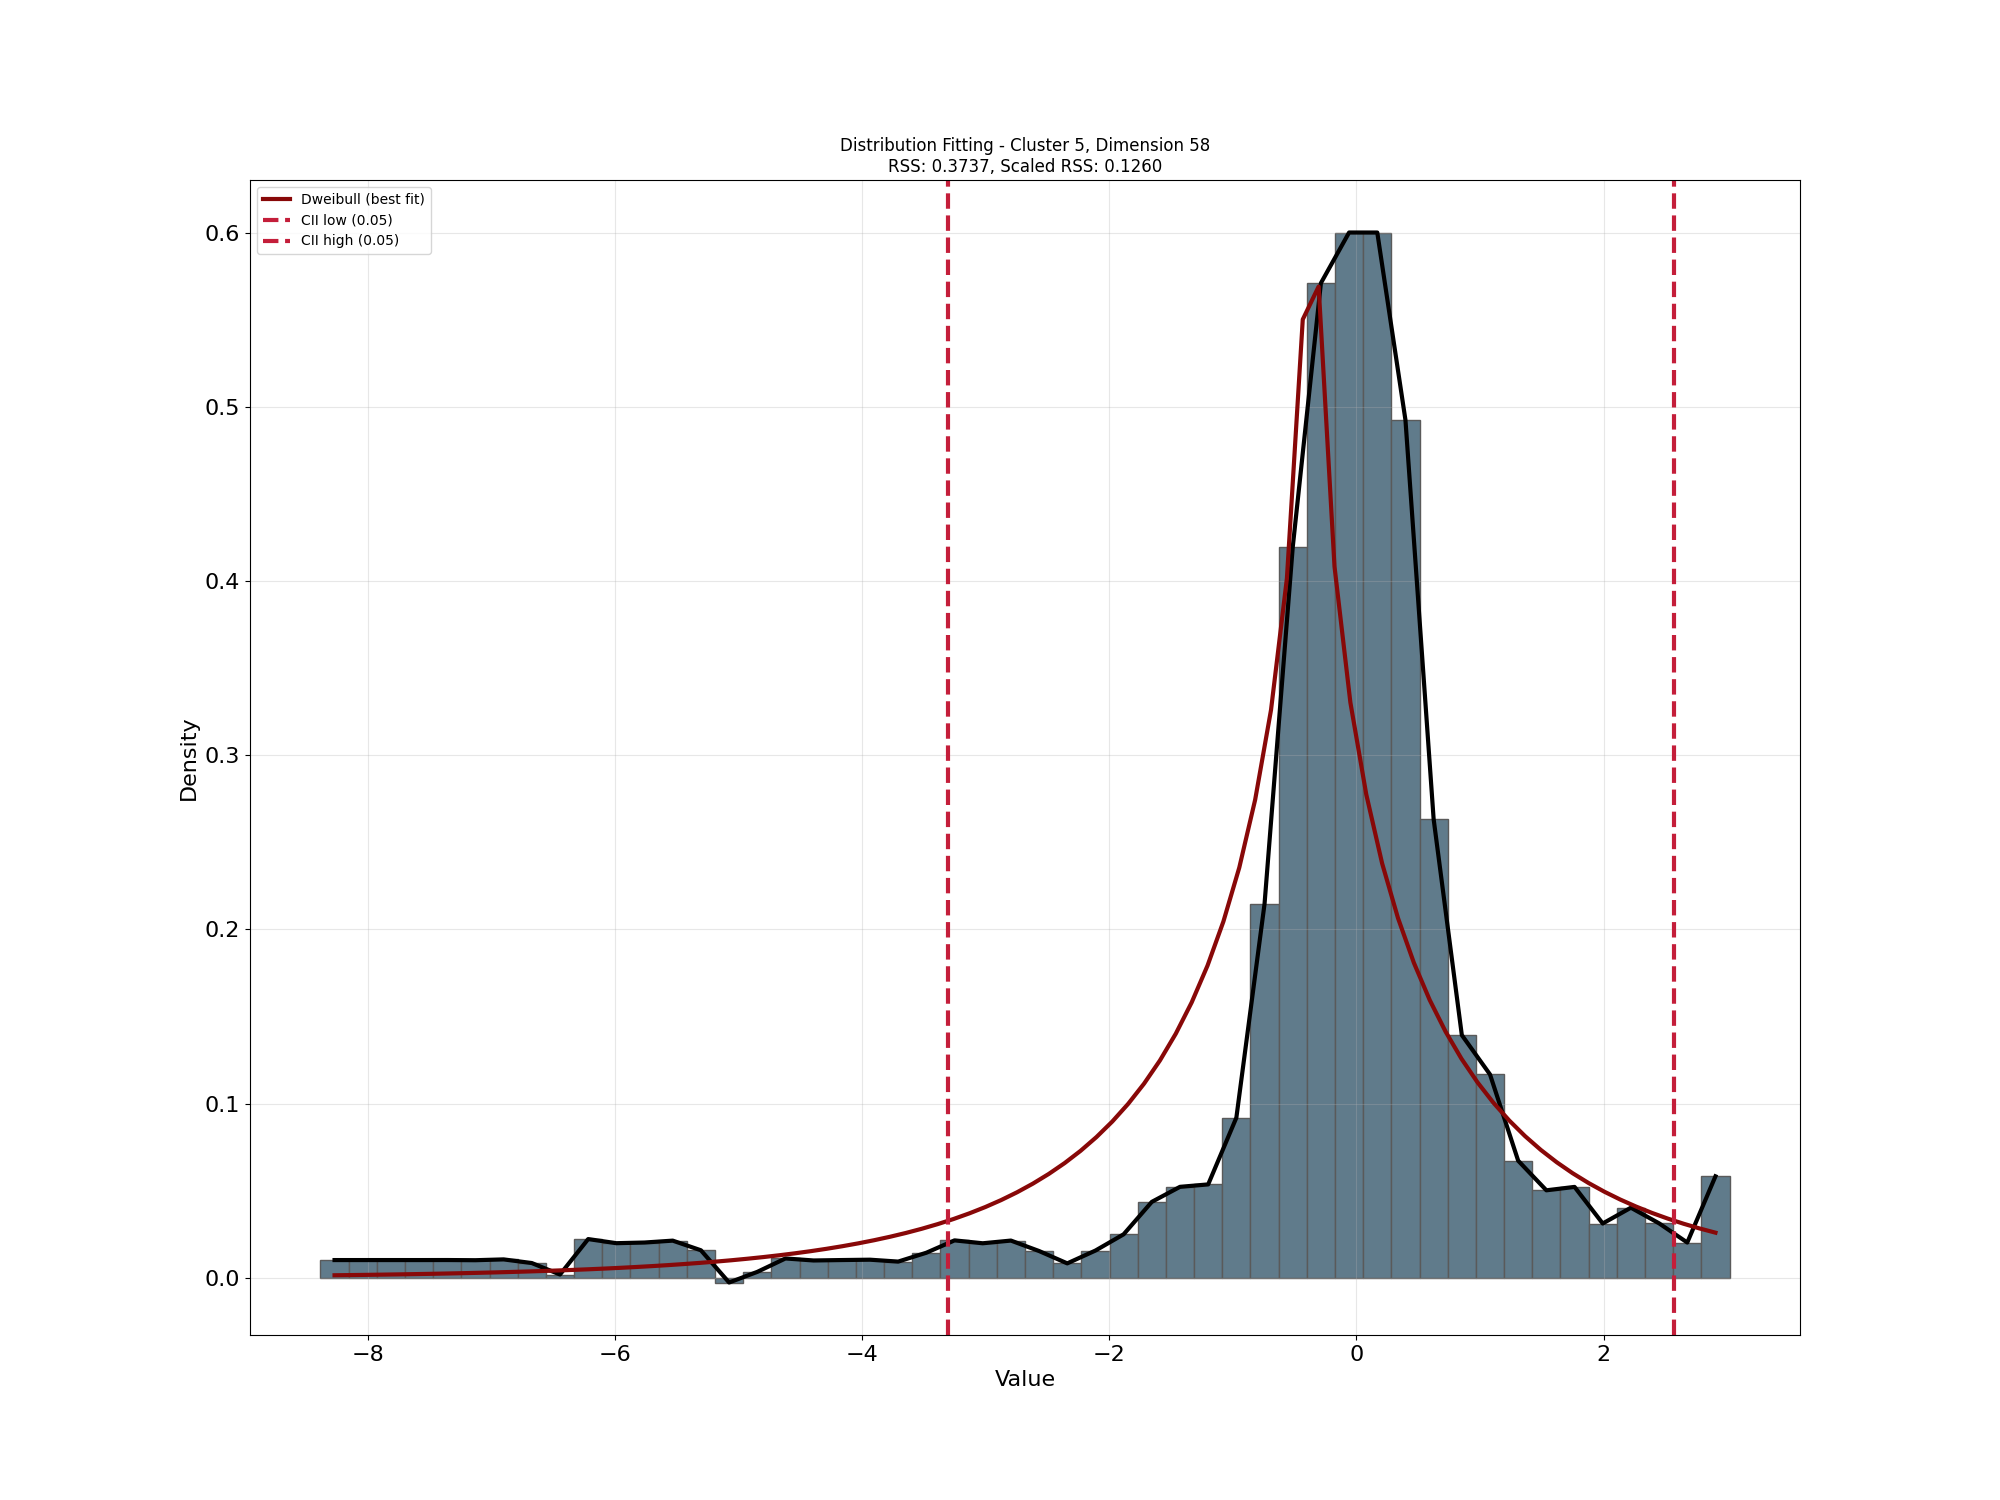 Distribution Fitting - Cluster 5, Dimension 58
RSS: 0.3737, Scaled RSS: 0.1260
Dweibull (best fit)
CII low (0.05)
CII high (0.05)
0.6
0.5
0.4
0.3
0.2
0.1
0.0
Density
−8
−6
−4
−2
0
2
Value